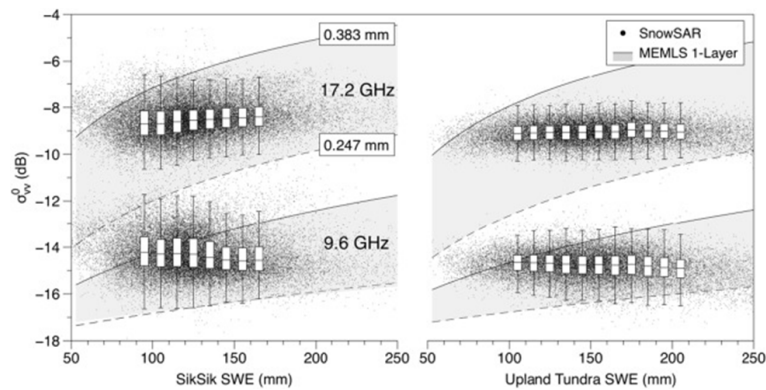 −4
−6
−8
−10
−12
−14
−16
−18
σ⁰vv (dB)
0.383 mm
17.2 GHz
0.247 mm
9.6 GHz
50 100 150 200 250
SikSik SWE (mm)
SnowSAR
MEMLS 1-Layer
50 100 150 200 250
Upland Tundra SWE (mm)